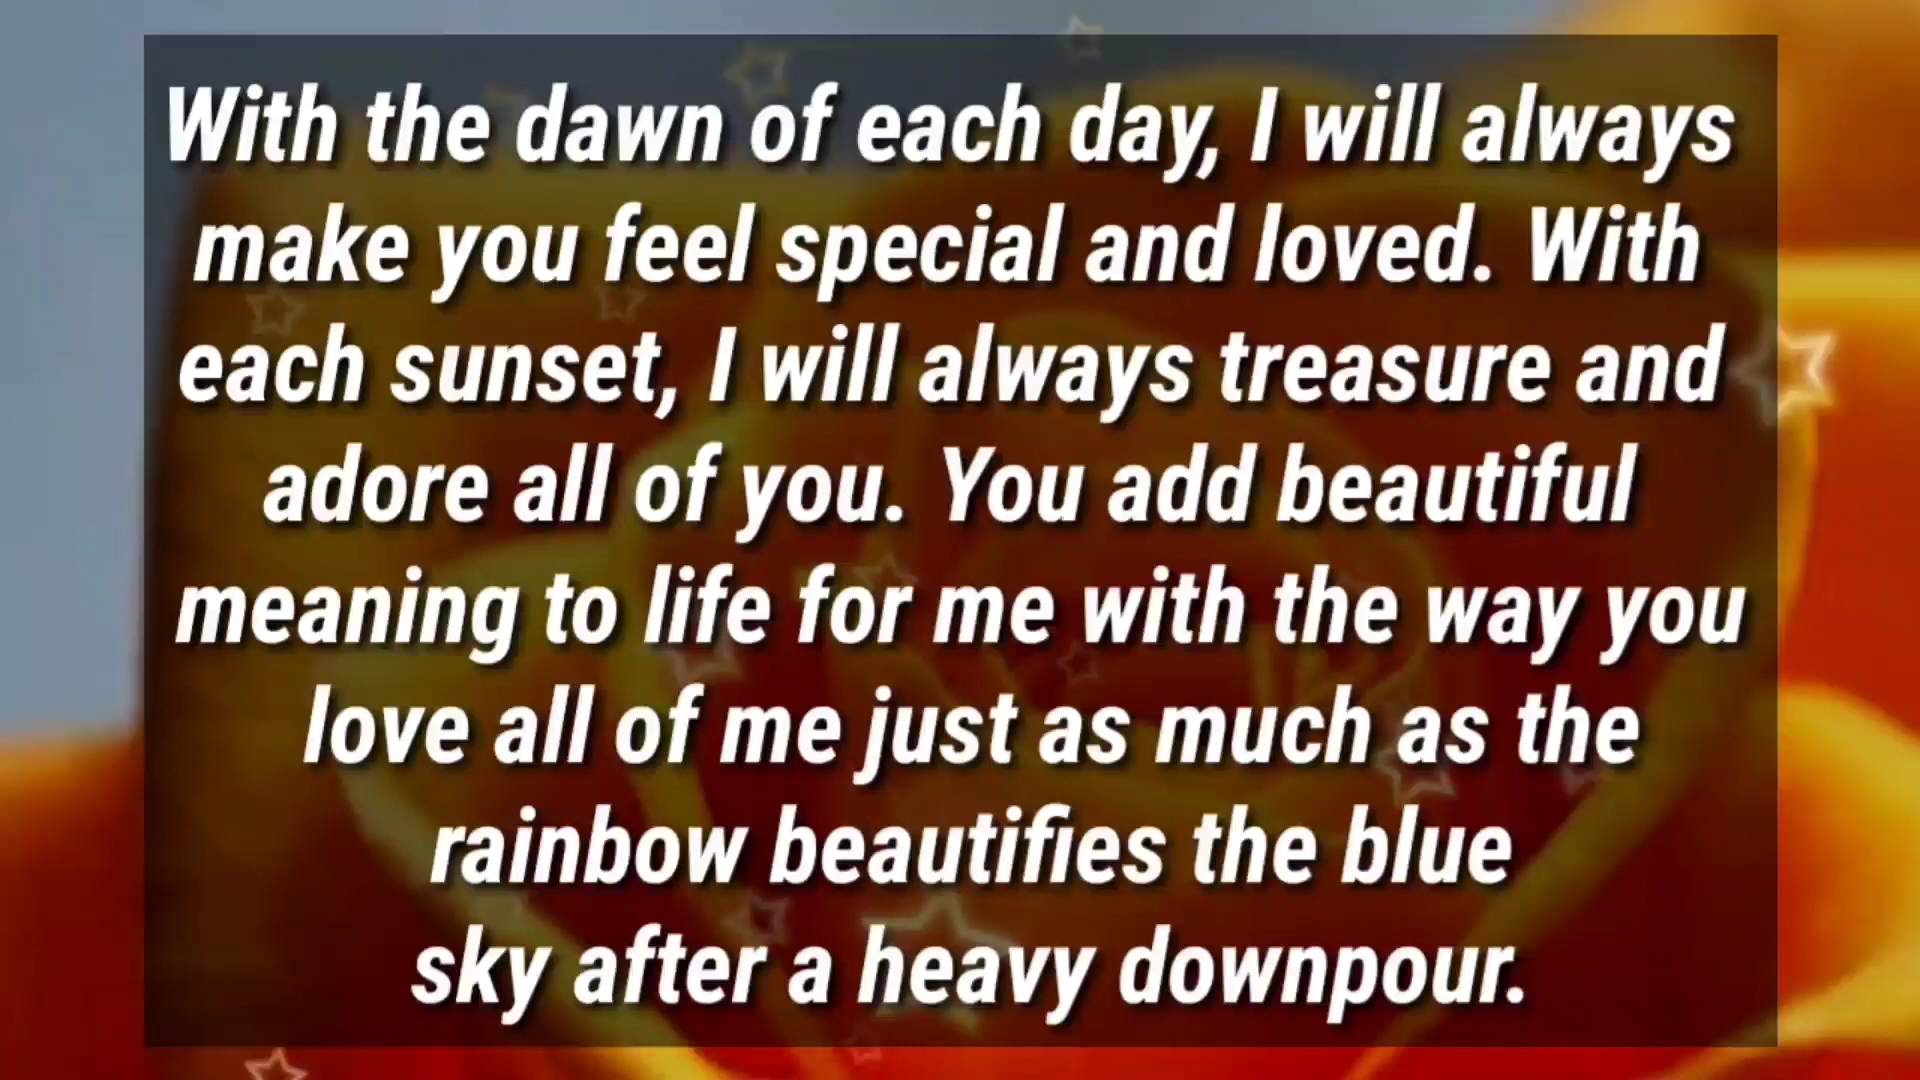 With the dawn of each day, I will always
make you feel special and loved. With
each sunset, I will always treasure and
adore all of you. You add beautiful
meaning to life for me with the way you
love all of me just as much as the
rainbow beautifies the blue
sky after a heavy downpour.